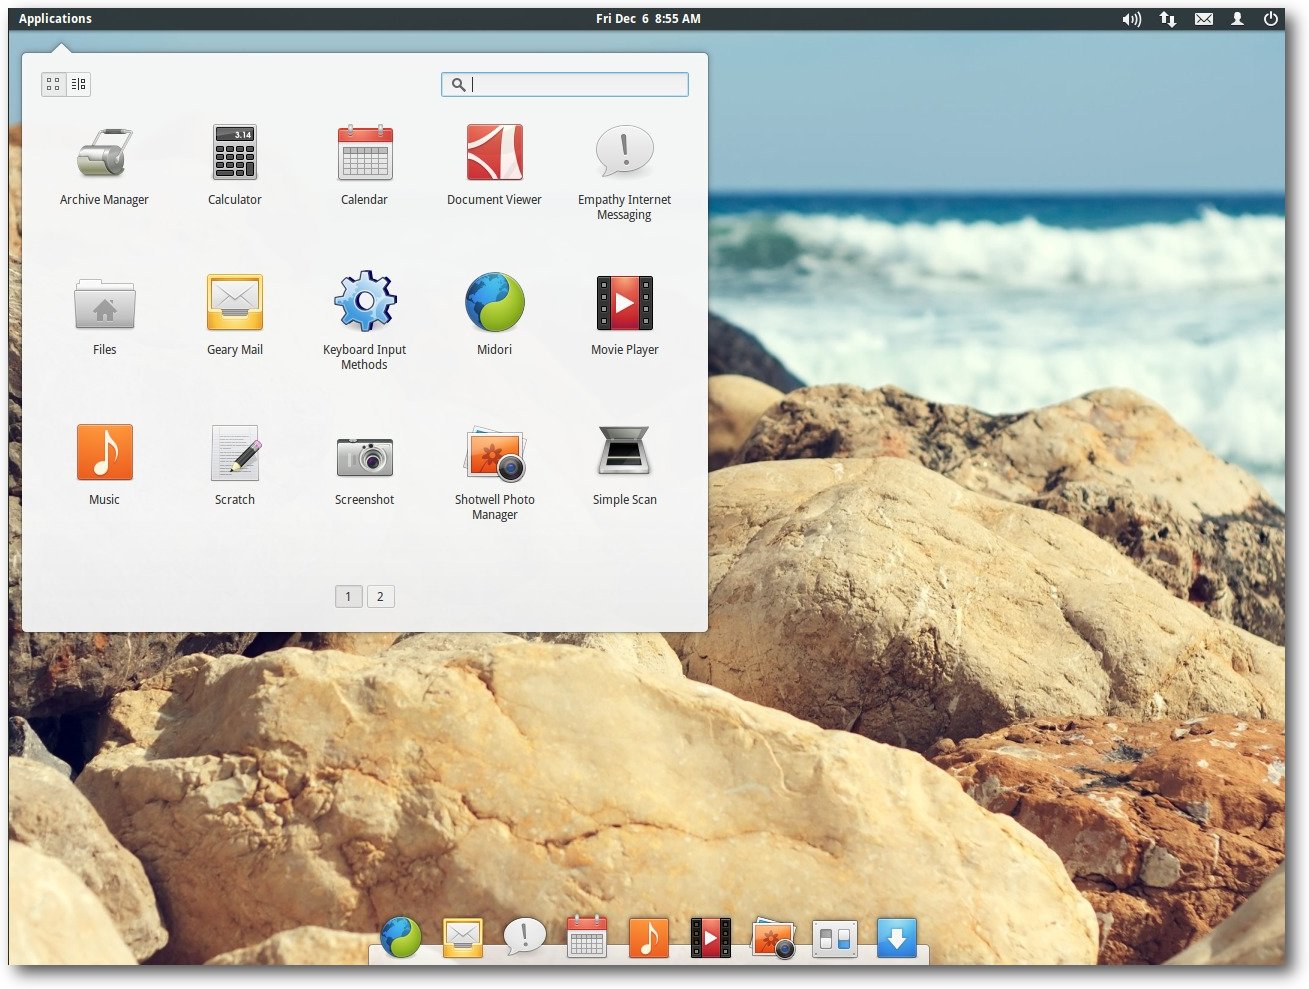 Applications
Fri Dec 6 8:55 AM
3.14
Archive Manager
Calculator
Calendar
Document Viewer
Empathy Internet
Messaging
Files
Geary Mail
Keyboard Input
Methods
Midori
Movie Player
Music
Scratch
Screenshot
Shotwell Photo
Manager
Simple Scan
1
2